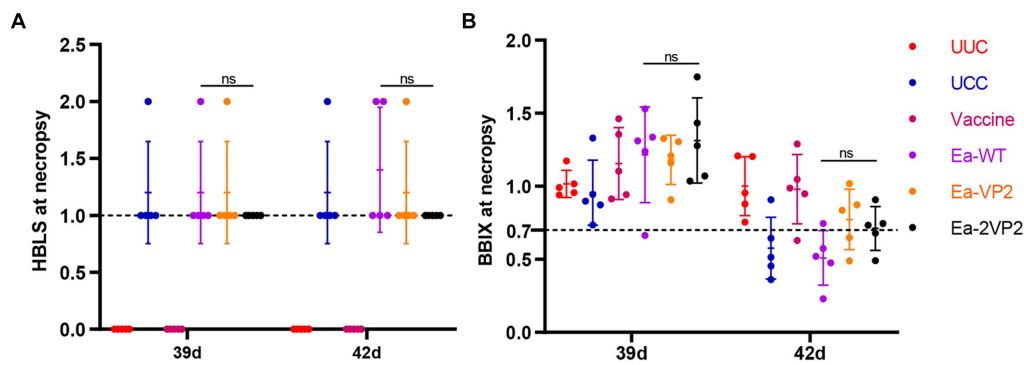 A
HBLS at necropsy
2.5
2.0
1.5
1.0
0.5
0.0
ns
ns
39d
42d
B
BBIX at necropsy
2.0
1.5
1.0
0.7
0.5
0.0
ns
ns
39d
42d
UUC
UCC
Vaccine
Ea-WT
Ea-VP2
Ea-2VP2